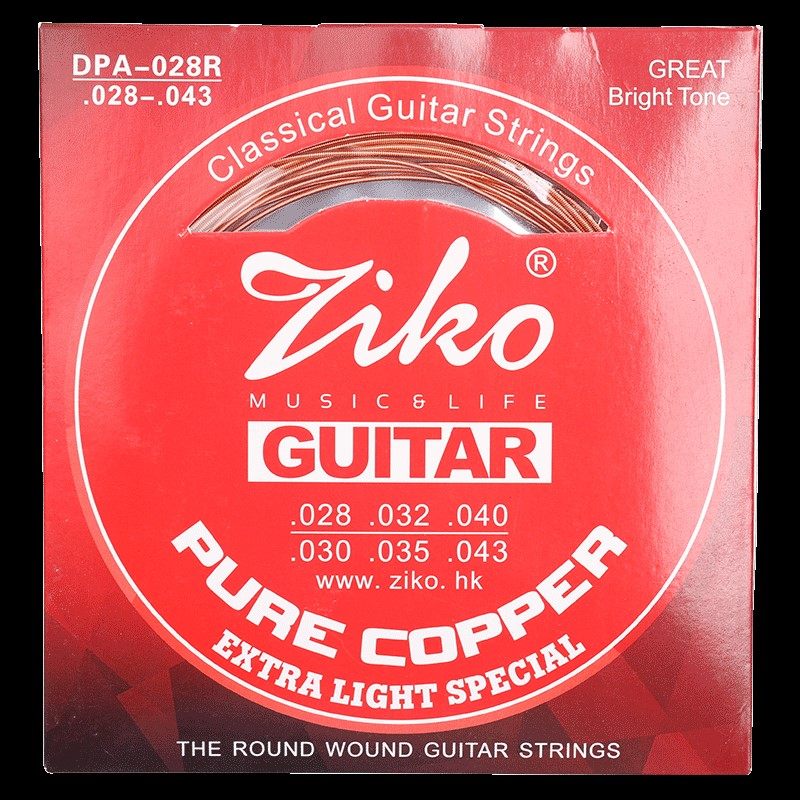 DPA-028R
.028-.043
GREAT
Bright Tone
Classical Guitar Strings
Ziko®
MUSIC & LIFE
GUITAR
.028 .032 .040
.030 .035 .043
www. ziko. hk
PURE COPPER
EXTRA LIGHT SPECIAL
THE ROUND WOUND GUITAR STRINGS